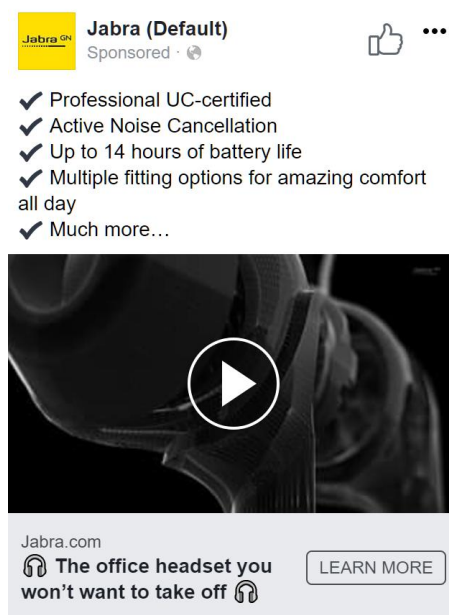 Jabra GN
Jabra (Default)
Sponsored ·
✔ Professional UC-certified
✔ Active Noise Cancellation
✔ Up to 14 hours of battery life
✔ Multiple fitting options for amazing comfort
all day
✔ Much more…
Jabra.com
🎧 The office headset you
won’t want to take off 🎧
LEARN MORE